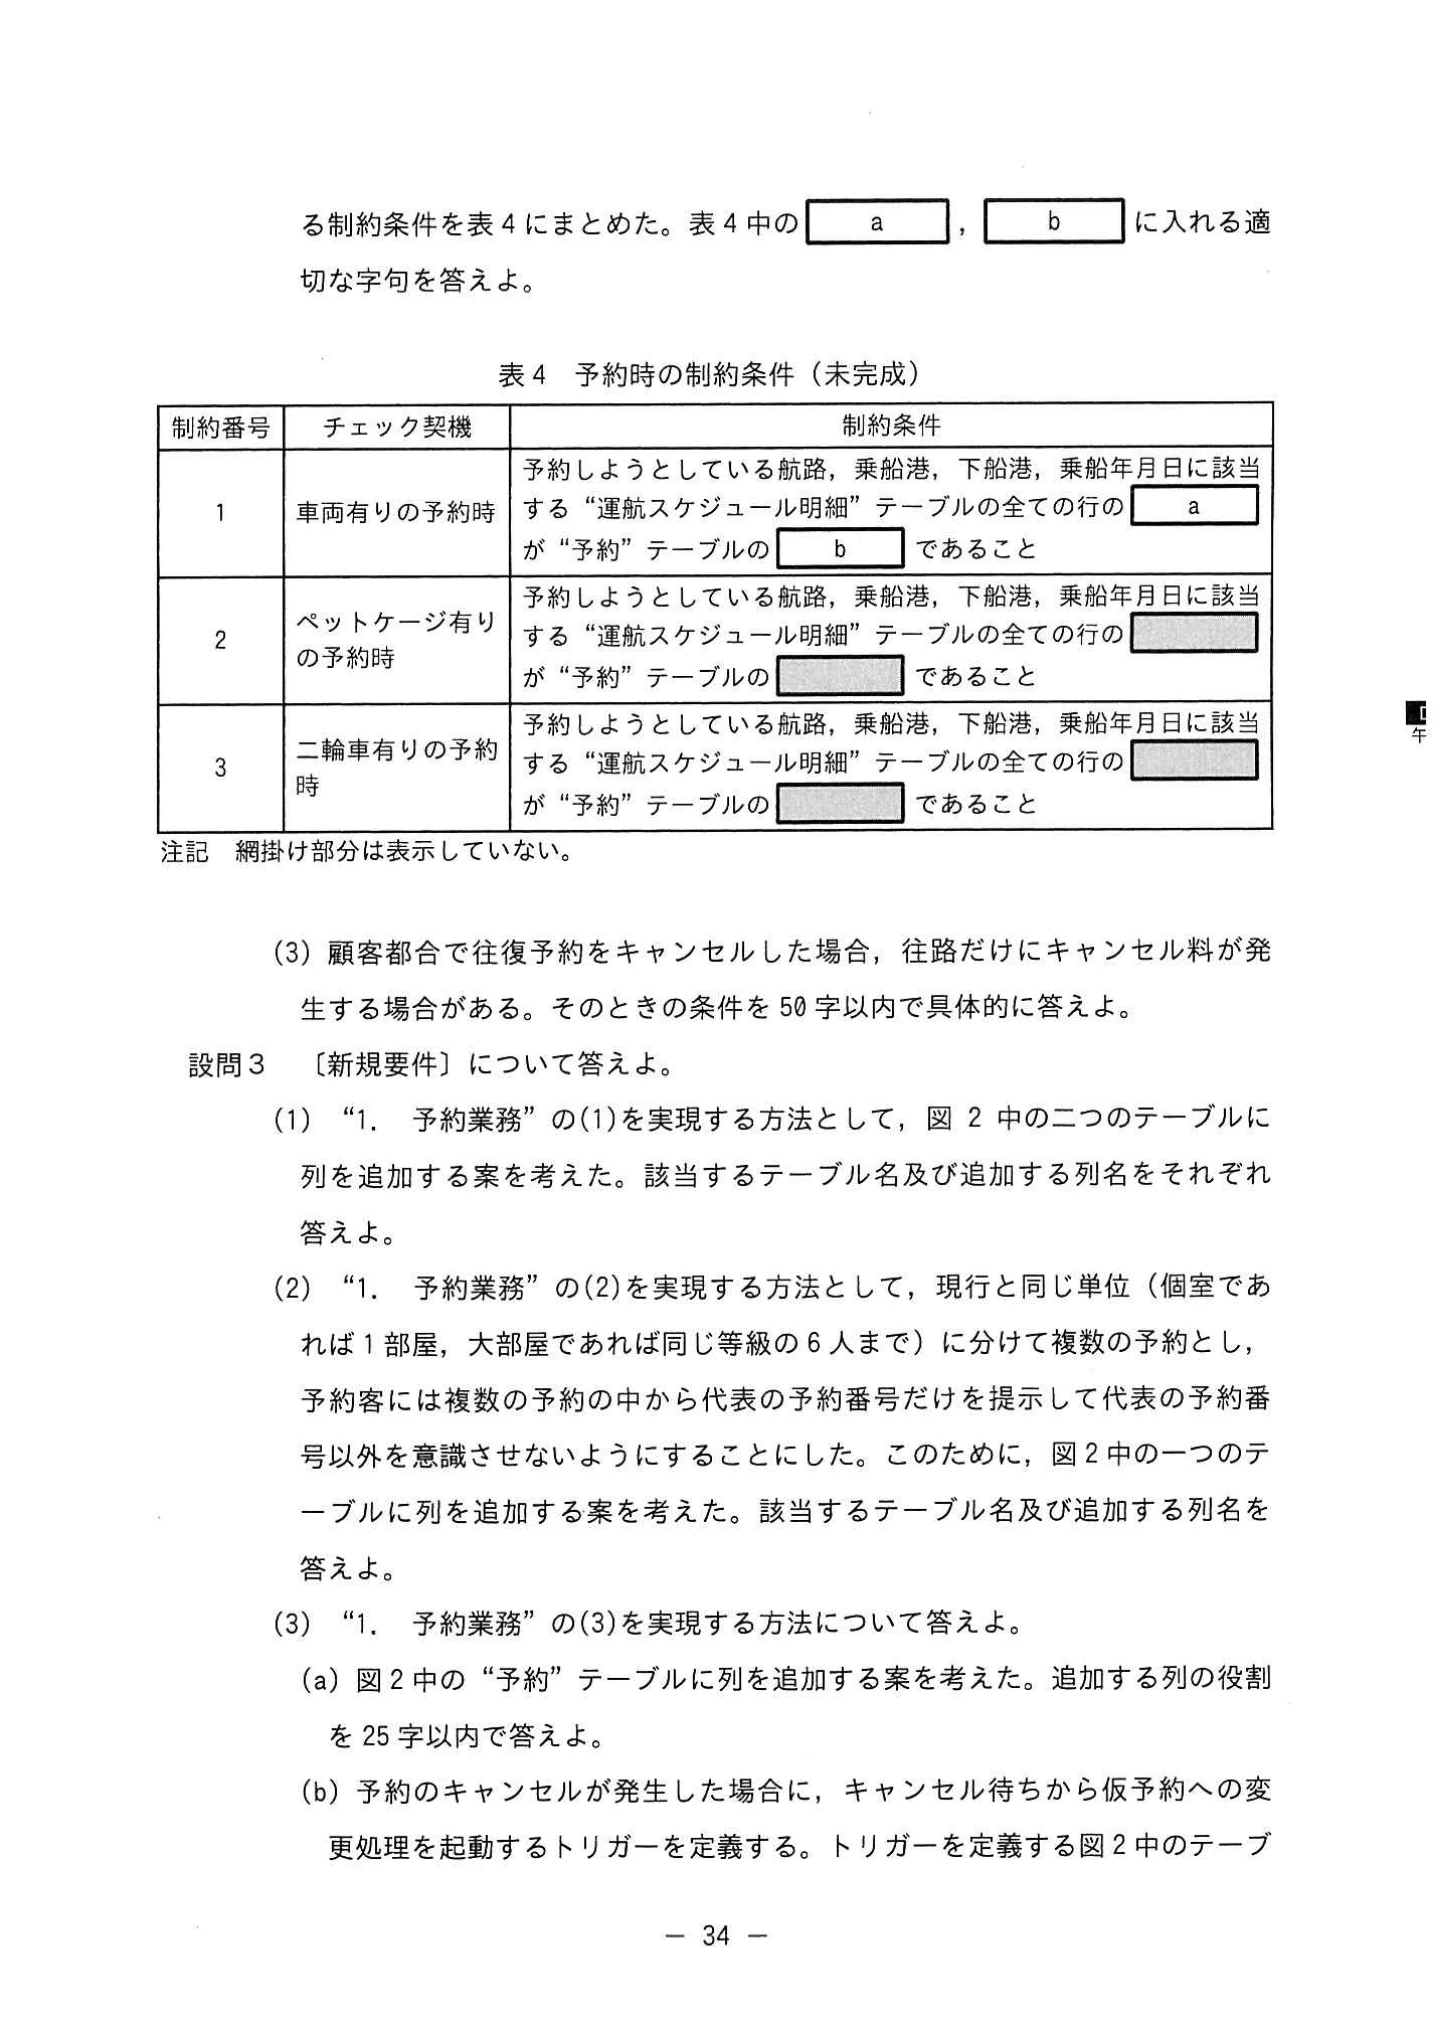 る制約条件を表4にまとめた。表4中の a ， b に入れる適
切な字句を答えよ。
表4　予約時の制約条件（未完成）
制約番号 チェック契機 制約条件
1 車両有りの予約時 予約しようとしている航路，乗船港，下船港，乗船年月日に該当
する“運航スケジュール明細”テーブルの全ての行の a
が“予約”テーブルの b であること
2 ペットケージ有り
の予約時 予約しようとしている航路，乗船港，下船港，乗船年月日に該当
する“運航スケジュール明細”テーブルの全ての行の
が“予約”テーブルの であること
3 二輪車有りの予約
時 予約しようとしている航路，乗船港，下船港，乗船年月日に該当
する“運航スケジュール明細”テーブルの全ての行の
が“予約”テーブルの であること
注記　網掛け部分は表示していない。
(3) 顧客都合で往復予約をキャンセルした場合，往路だけにキャンセル料が発
生する場合がある。そのときの条件を50字以内で具体的に答えよ。
設問3　〔新規要件〕について答えよ。
(1) “1．予約業務”の(1)を実現する方法として，図2中の二つのテーブルに
列を追加する案を考えた。該当するテーブル名及び追加する列名をそれぞれ
答えよ。
(2) “1．予約業務”の(2)を実現する方法として，現行と同じ単位（個室であ
れば1部屋，大部屋であれば同じ等級の6人まで）に分けて複数の予約とし，
予約客には複数の予約の中から代表の予約番号だけを提示して代表の予約番
号以外を意識させないようにすることにした。このために，図2中の一つのテ
ーブルに列を追加する案を考えた。該当するテーブル名及び追加する列名を
答えよ。
(3) “1．予約業務”の(3)を実現する方法について答えよ。
(a) 図2中の“予約”テーブルに列を追加する案を考えた。追加する列の役割
を25字以内で答えよ。
(b) 予約のキャンセルが発生した場合に，キャンセル待ちから仮予約への変
更処理を起動するトリガーを定義する。トリガーを定義する図2中のテーブ
－ 34 －
午